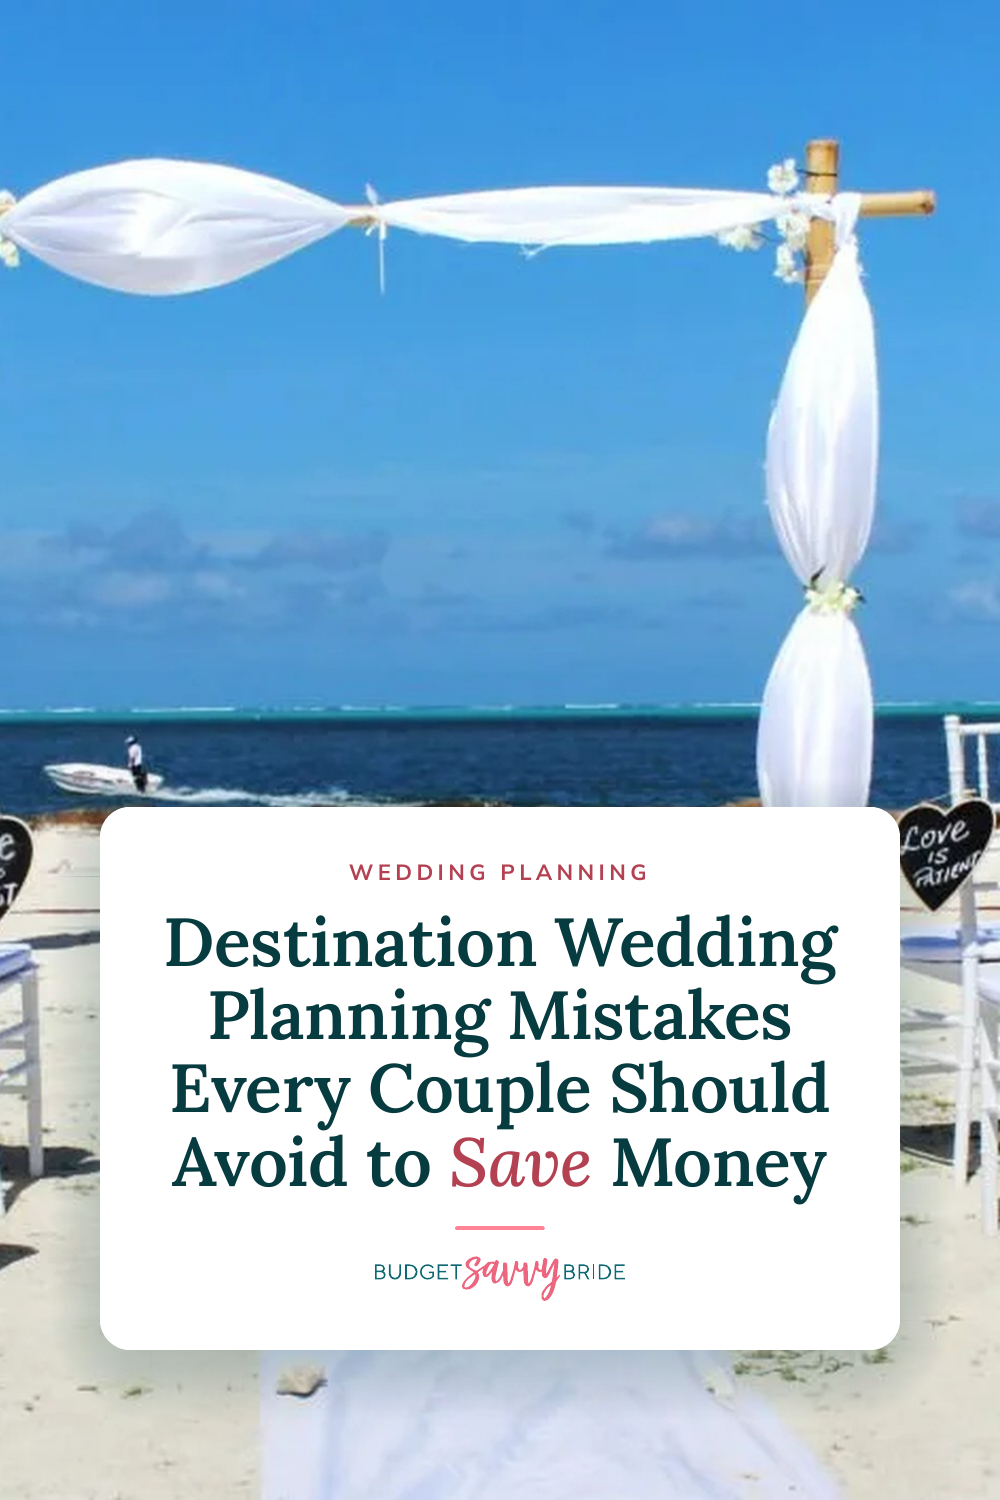 Love
is
PATIENT
WEDDING PLANNING
Destination Wedding
Planning Mistakes
Every Couple Should
Avoid to Save Money
BUDGET savvy BRIDE